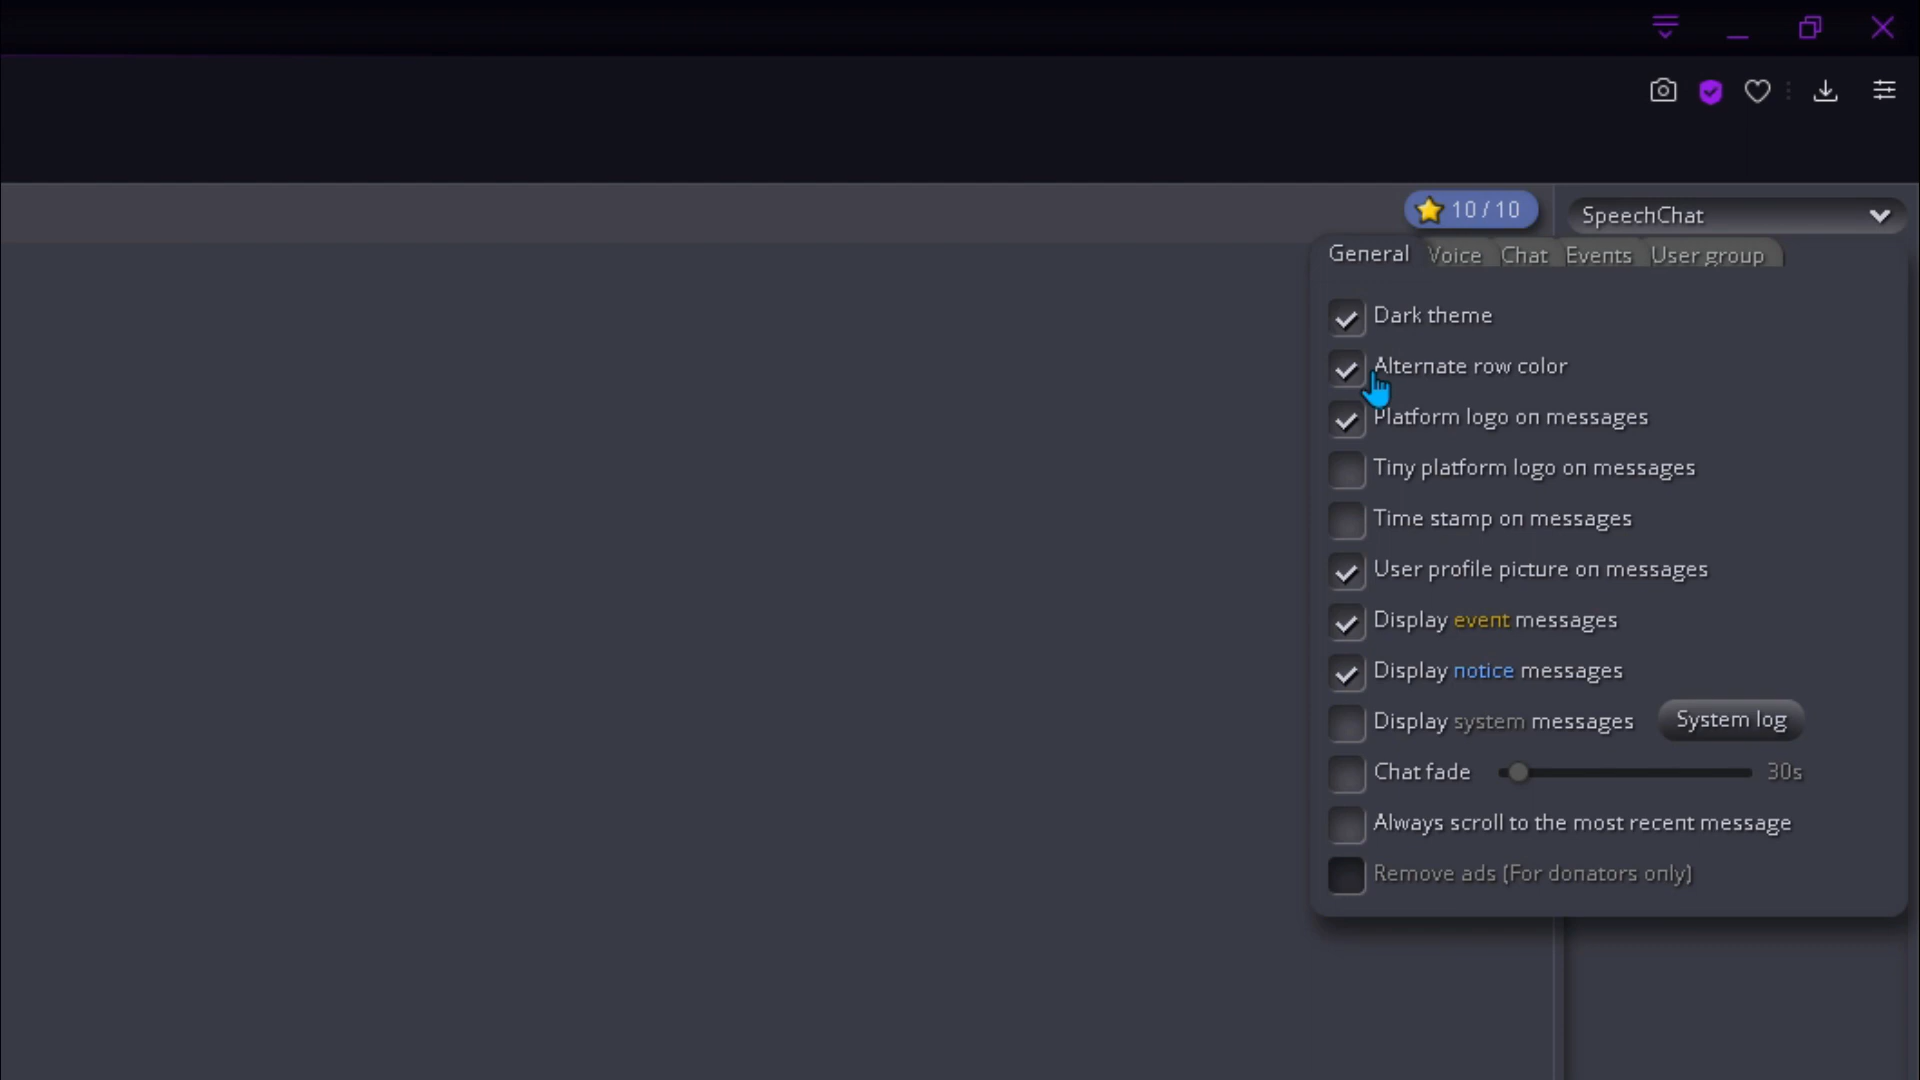 10 / 10
SpeechChat
General Voice Chat Events User group
Dark theme
Alternate row color
Platform logo on messages
Tiny platform logo on messages
Time stamp on messages
User profile picture on messages
Display event messages
Display notice messages
Display system messages System log
Chat fade 30s
Always scroll to the most recent message
Remove ads (For donators only)